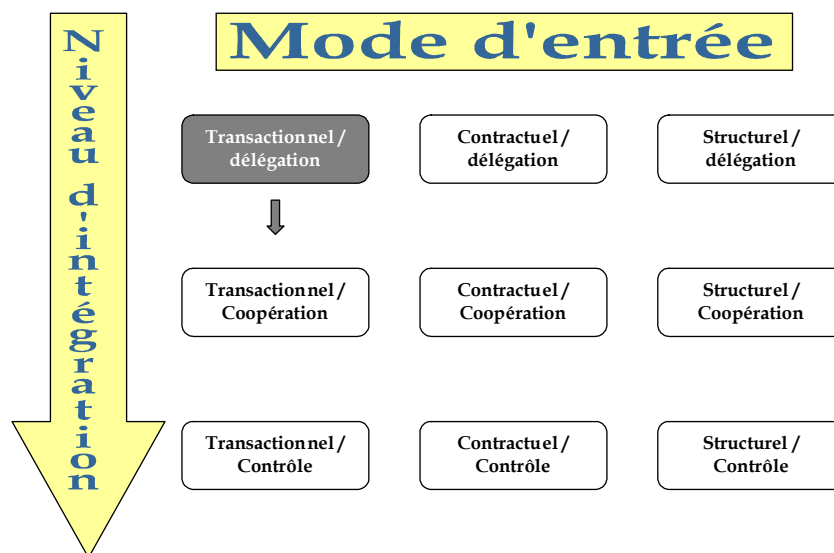 Mode d'entrée
Niveau d'intégration
Transactionnel /
délégation
Contractuel /
délégation
Structurel /
délégation
Transactionnel /
Coopération
Contractuel /
Coopération
Structurel /
Coopération
Transactionnel /
Contrôle
Contractuel /
Contrôle
Structurel /
Contrôle